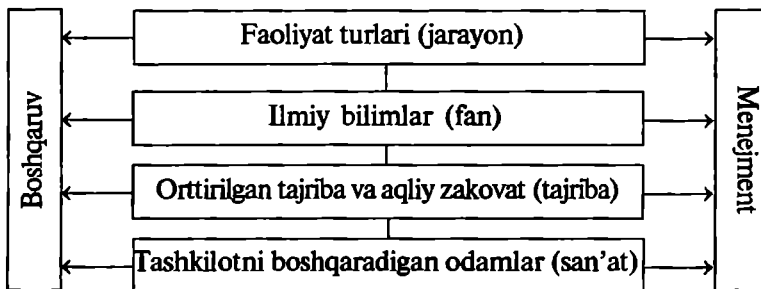 Boshqaruv
Faoliyat turlari (jarayon)
Ilmiy bilimlar (fan)
Orttirilgan tajriba va aqliy zakovat (tajriba)
Tashkilotni boshqaradigan odamlar (san’at)
Menejment